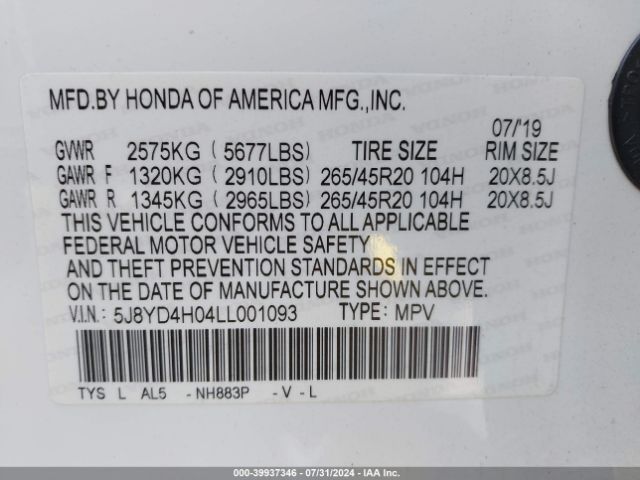 MFD.BY HONDA OF AMERICA MFG.,INC.
07/'19
GVWR 2575KG ( 5677LBS) TIRE SIZE RIM SIZE
GAWR F 1320KG ( 2910LBS) 265/45R20 104H 20X8.5J
GAWR R 1345KG ( 2965LBS) 265/45R20 104H 20X8.5J
THIS VEHICLE CONFORMS TO ALL APPLICABLE
FEDERAL MOTOR VEHICLE SAFETY
AND THEFT PREVENTION STANDARDS IN EFFECT
ON THE DATE OF MANUFACTURE SHOWN ABOVE.
V.I.N.: 5J8YD4H04LL001093 TYPE: MPV
TYS L AL5 -NH883P -V-L
000-39937346 - 07/31/2024 - IAA Inc.